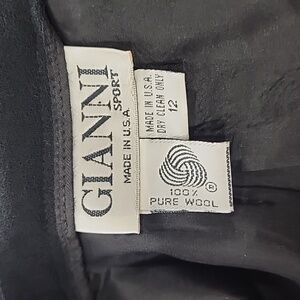 GIANNI
SPORT
MADE IN U.S.A.
MADE IN U.S.A.
DRY CLEAN ONLY
12
®
100%
PURE WOOL